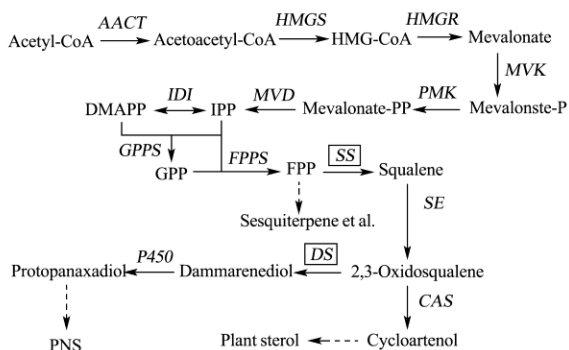 AACT HMGS HMGR
Acetyl-CoA Acetoacetyl-CoA HMG-CoA Mevalonate
MVK
IDI MVD PMK
DMAPP IPP Mevalonate-PP Mevalonste-P
GPPS FPPS SS
GPP FPP Squalene
SE
Sesquiterpene et al.
P450 DS
Protopanaxadiol Dammarenediol 2,3-Oxidosqualene
CAS
PNS Plant sterol Cycloartenol